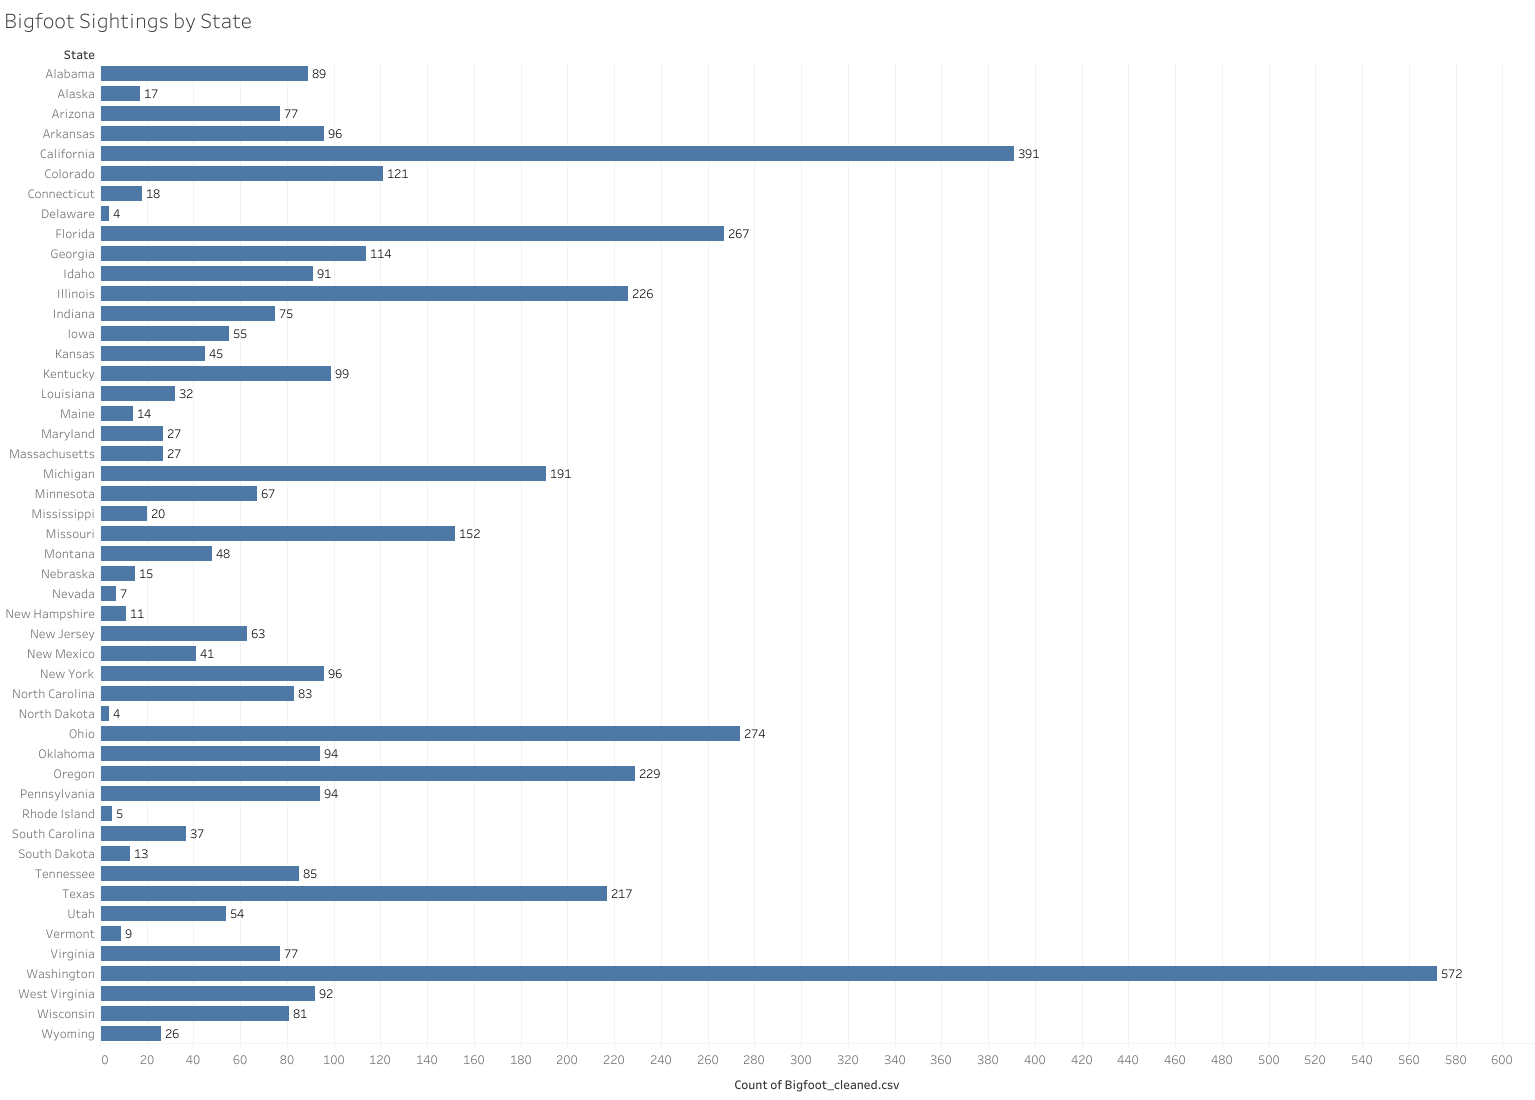 Bigfoot Sightings by State
State
Alabama 89
Alaska 17
Arizona 77
Arkansas 96
California 391
Colorado 121
Connecticut 18
Delaware 4
Florida 267
Georgia 114
Idaho 91
Illinois 226
Indiana 75
Iowa 55
Kansas 45
Kentucky 99
Louisiana 32
Maine 14
Maryland 27
Massachusetts 27
Michigan 191
Minnesota 67
Mississippi 20
Missouri 152
Montana 48
Nebraska 15
Nevada 7
New Hampshire 11
New Jersey 63
New Mexico 41
New York 96
North Carolina 83
North Dakota 4
Ohio 274
Oklahoma 94
Oregon 229
Pennsylvania 94
Rhode Island 5
South Carolina 37
South Dakota 13
Tennessee 85
Texas 217
Utah 54
Vermont 9
Virginia 77
Washington 572
West Virginia 92
Wisconsin 81
Wyoming 26
0 20 40 60 80 100 120 140 160 180 200 220 240 260 280 300 320 340 360 380 400 420 440 460 480 500 520 540 560 580 600
Count of Bigfoot_cleaned.csv